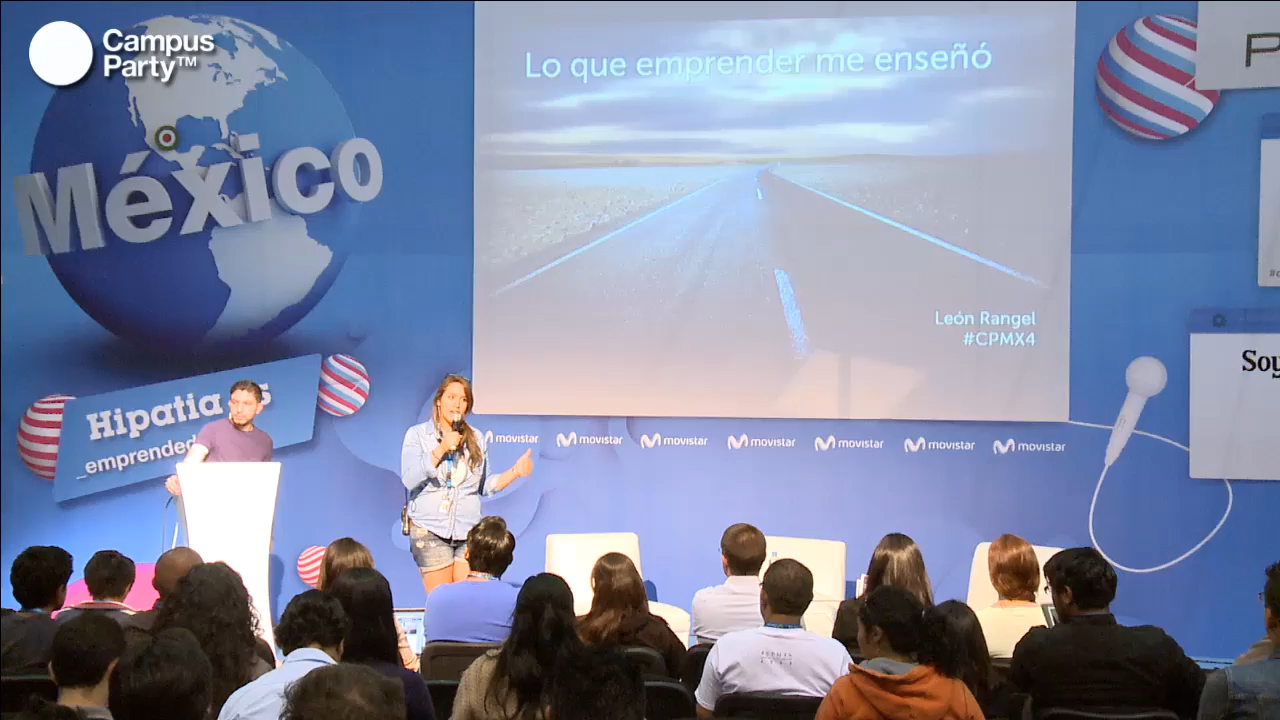 Campus
Party™
México
Lo que emprender me enseñó
León Rangel
#CPMX4
Hipatia
movistar
movistar
movistar
movistar
movistar
movistar
movistar
Soy